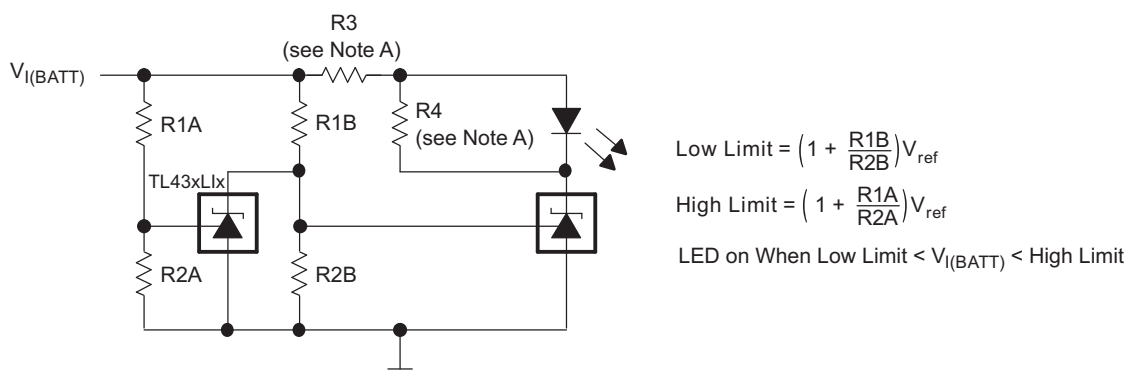 R3
(see Note A)
V_I(BATT)
R1A
R1B
R4
(see Note A)
TL43xLIx
R2A
R2B
Low Limit = (1 + R1B/R2B)V_ref
High Limit = (1 + R1A/R2A)V_ref
LED on When Low Limit < V_I(BATT) < High Limit